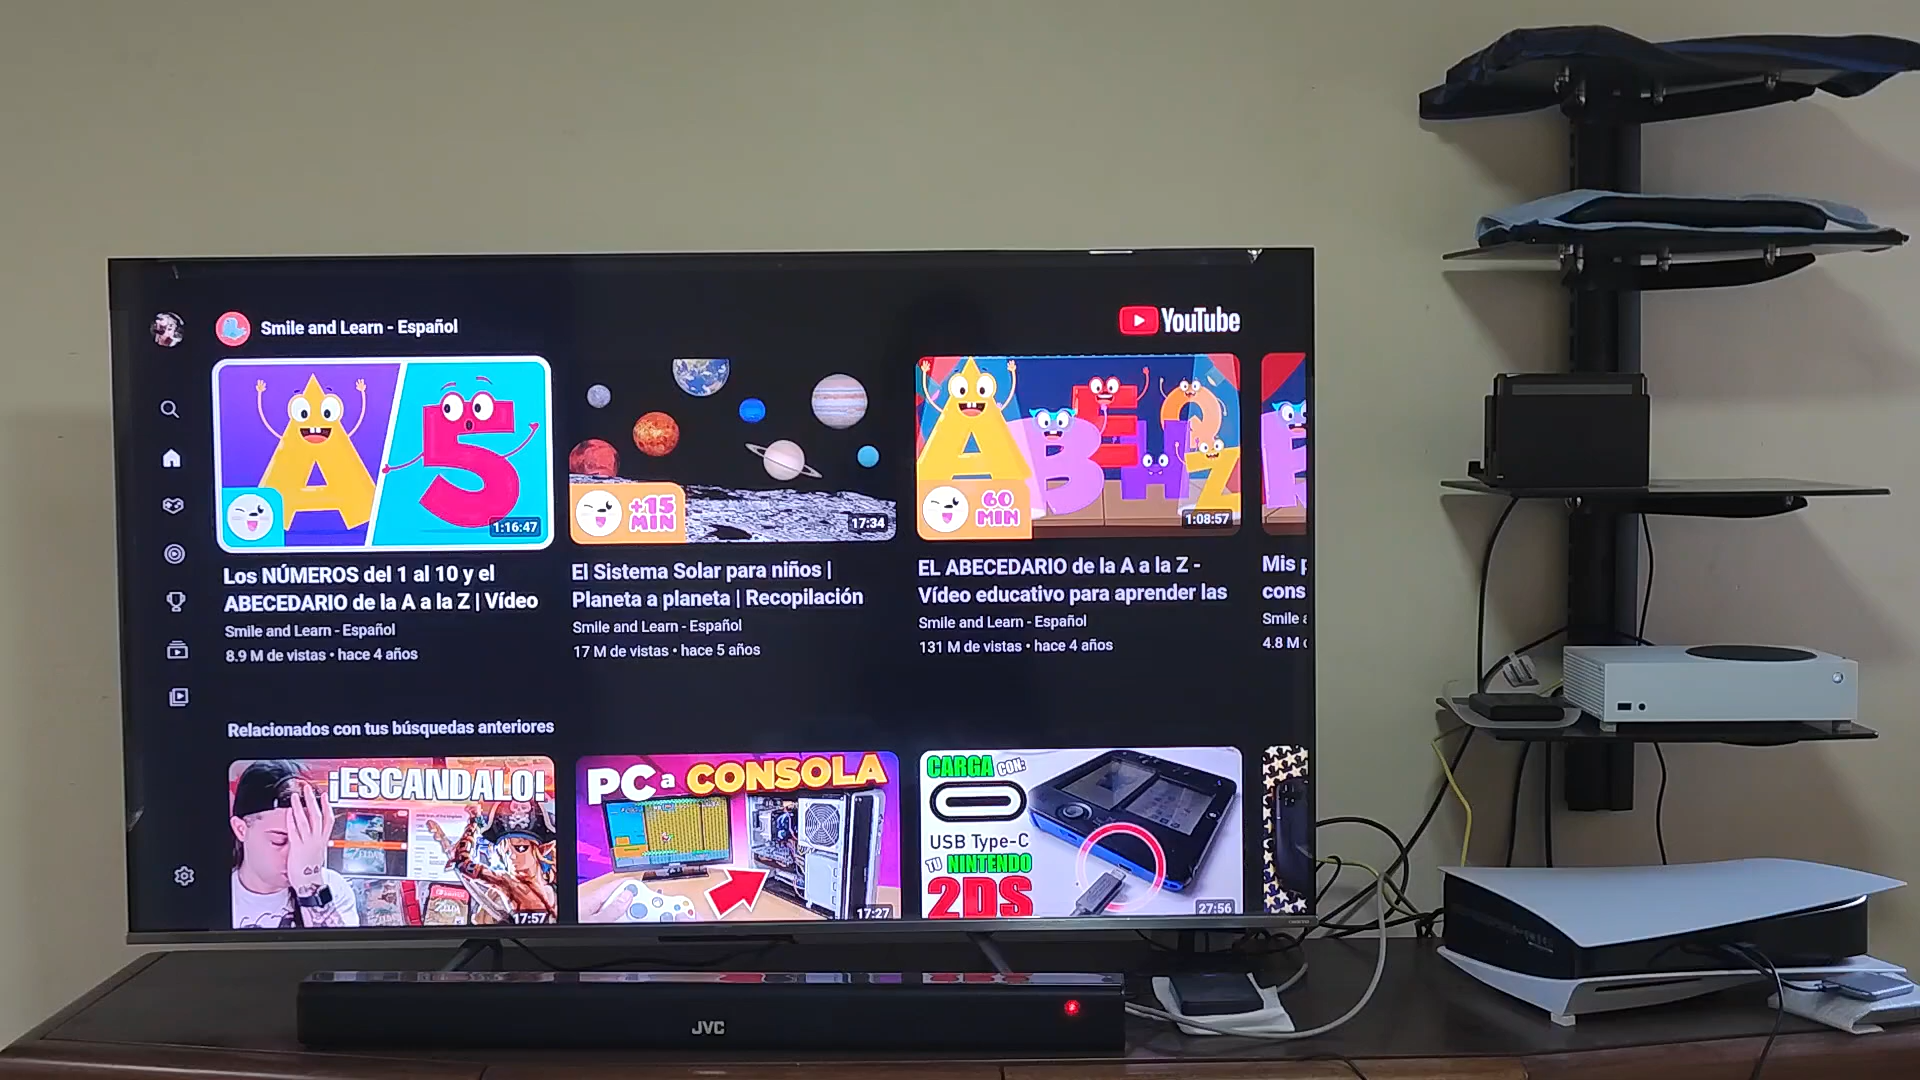 Smile and Learn - Español
YouTube
+15
MIN
60
MIN
1:16:47
17:34
1:08:57
Los NÚMEROS del 1 al 10 y el
ABECEDARIO de la A a la Z | Vídeo
Smile and Learn - Español
8.9 M de vistas • hace 4 años
El Sistema Solar para niños |
Planeta a planeta | Recopilación
Smile and Learn - Español
17 M de vistas • hace 5 años
EL ABECEDARIO de la A a la Z -
Vídeo educativo para aprender las
Smile and Learn - Español
131 M de vistas • hace 4 años
Mis
cons
Smile
4.8 M
Relacionados con tus búsquedas anteriores
¡ESCANDALO!
17:57
PC a CONSOLA
17:27
CARGA CON:
USB Type-C
TU NINTENDO
2DS
27:56
JVC